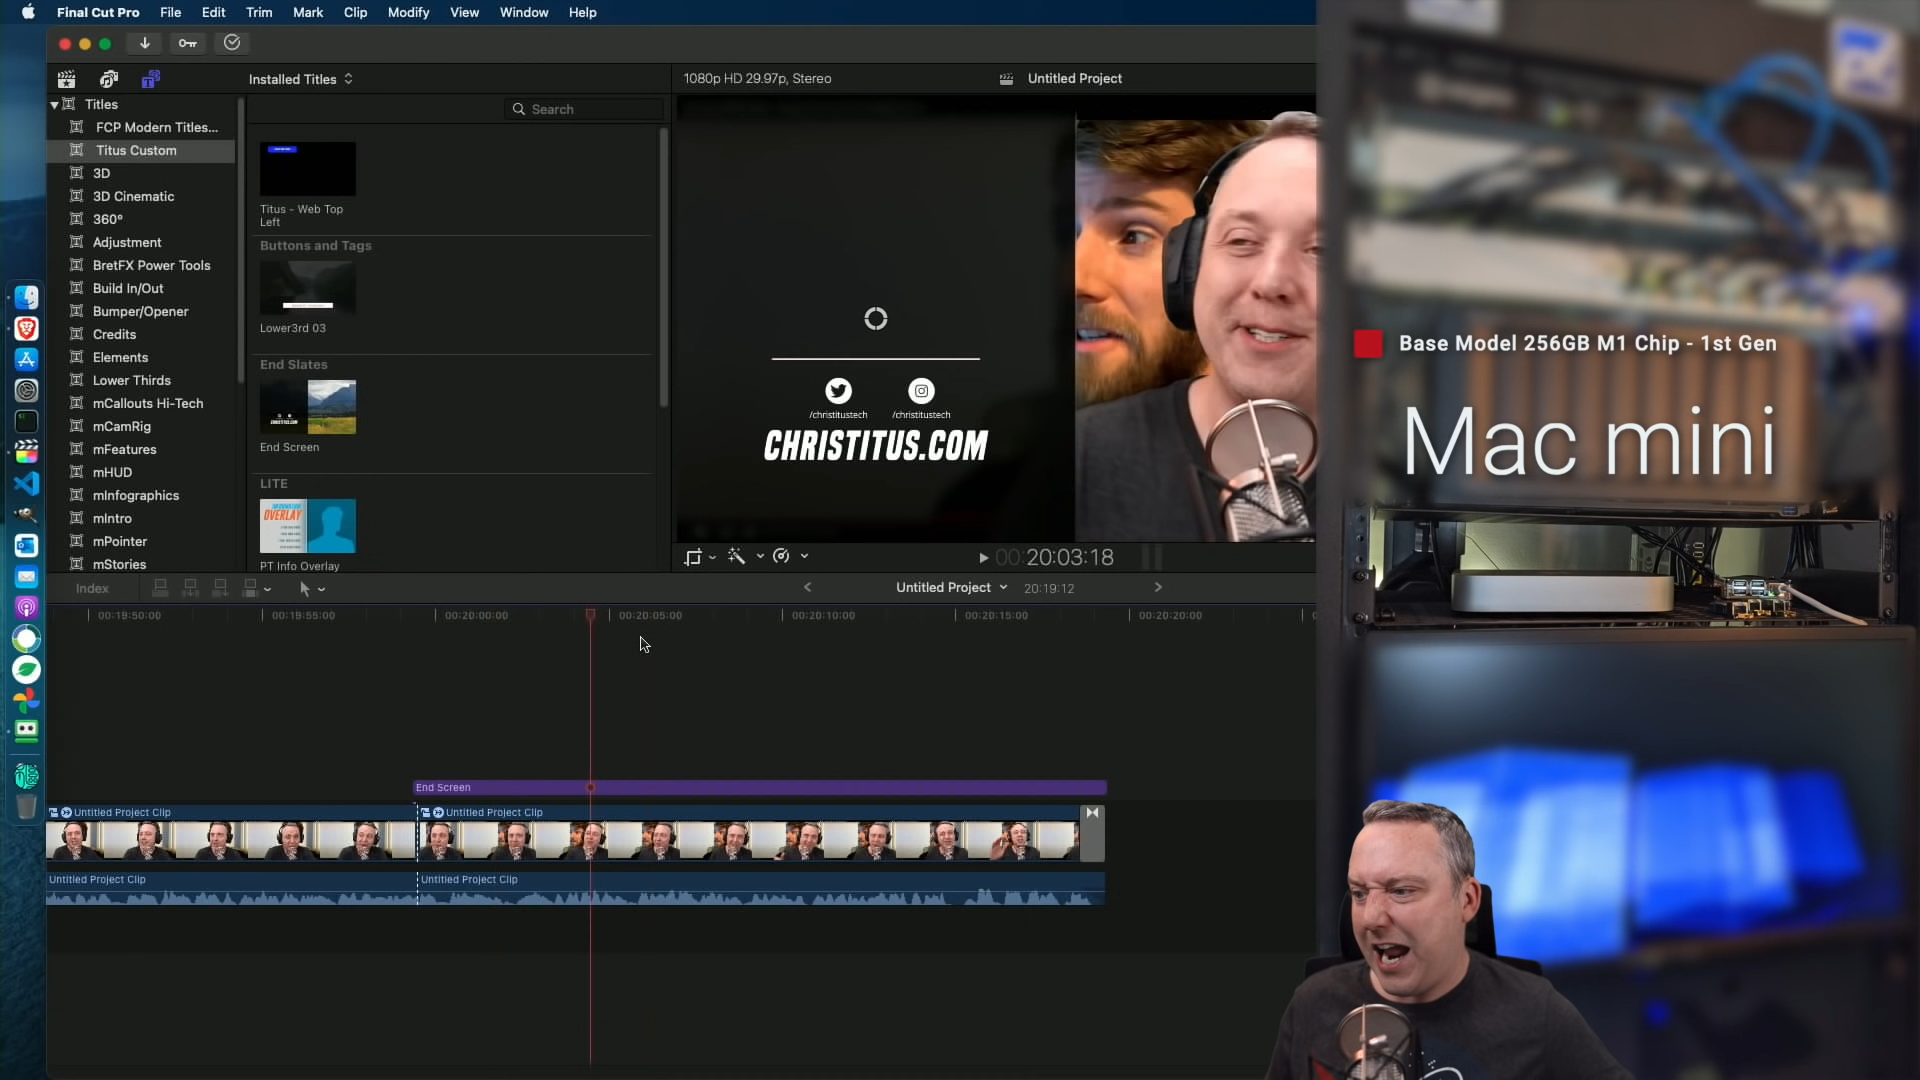 Final Cut Pro File Edit Trim Mark Clip Modify View Window Help
Installed Titles
1080p HD 29.97p, Stereo
Untitled Project
Titles
Search
FCP Modern Titles...
Titus Custom
3D
3D Cinematic
360°
Adjustment
BretFX Power Tools
Build In/Out
Bumper/Opener
Credits
Elements
Lower Thirds
mCallouts Hi-Tech
mCamRig
mFeatures
mHUD
mInfographics
mIntro
mPointer
mStories
Titus - Web Top
Left
Buttons and Tags
Lower3rd 03
End Slates
End Screen
LITE
OVERLAY
PT Info Overlay
/christitustech
/christitustech
CHRISTITUS.COM
00:20:03:18
Base Model 256GB M1 Chip - 1st Gen
Mac mini
Index
Untitled Project
20:19:12
00:19:50:00
00:19:55:00
00:20:00:00
00:20:05:00
00:20:10:00
00:20:15:00
00:20:20:00
End Screen
Untitled Project Clip
Untitled Project Clip
Untitled Project Clip
Untitled Project Clip